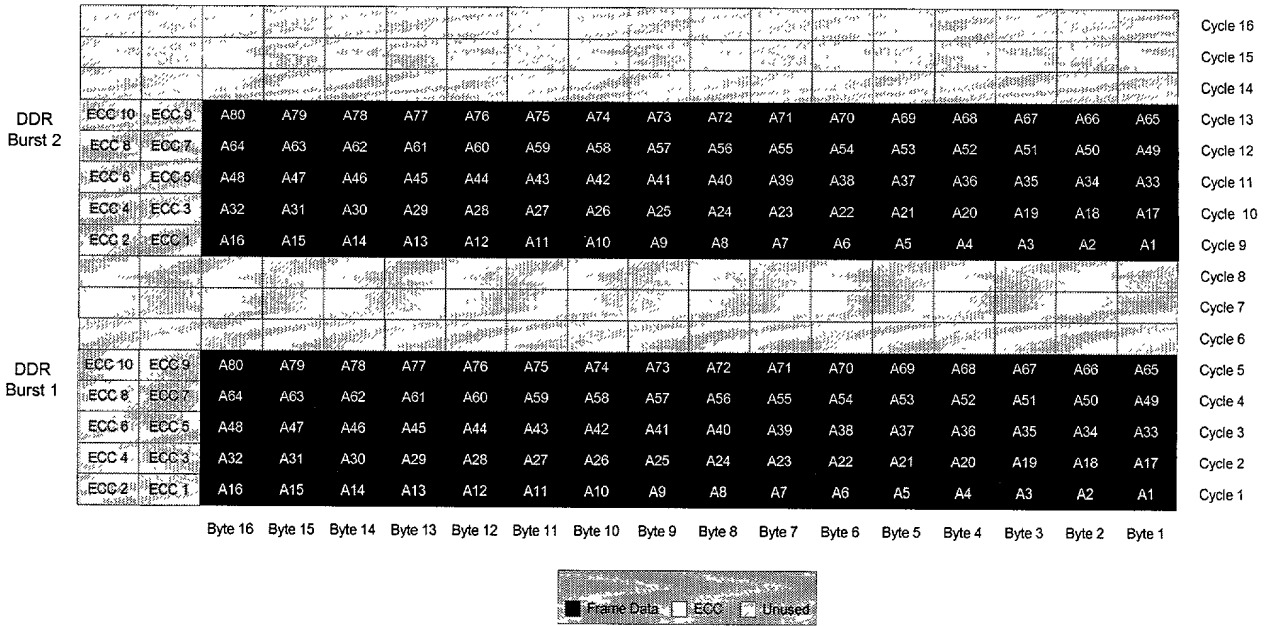 Cycle 16
Cycle 15
Cycle 14
DDR Burst 2
ECC 10 ECC 9 A80 A79 A78 A77 A76 A75 A74 A73 A72 A71 A70 A69 A68 A67 A66 A65 Cycle 13
ECC 8 ECC 7 A64 A63 A62 A61 A60 A59 A58 A57 A56 A55 A54 A53 A52 A51 A50 A49 Cycle 12
ECC 6 ECC 5 A48 A47 A46 A45 A44 A43 A42 A41 A40 A39 A38 A37 A36 A35 A34 A33 Cycle 11
ECC 4 ECC 3 A32 A31 A30 A29 A28 A27 A26 A25 A24 A23 A22 A21 A20 A19 A18 A17 Cycle 10
ECC 2 ECC 1 A16 A15 A14 A13 A12 A11 A10 A9 A8 A7 A6 A5 A4 A3 A2 A1 Cycle 9
Cycle 8
Cycle 7
Cycle 6
DDR Burst 1
ECC 10 ECC 9 A80 A79 A78 A77 A76 A75 A74 A73 A72 A71 A70 A69 A68 A67 A66 A65 Cycle 5
ECC 8 ECC 7 A64 A63 A62 A61 A60 A59 A58 A57 A56 A55 A54 A53 A52 A51 A50 A49 Cycle 4
ECC 6 ECC 5 A48 A47 A46 A45 A44 A43 A42 A41 A40 A39 A38 A37 A36 A35 A34 A33 Cycle 3
ECC 4 ECC 3 A32 A31 A30 A29 A28 A27 A26 A25 A24 A23 A22 A21 A20 A19 A18 A17 Cycle 2
ECC 2 ECC 1 A16 A15 A14 A13 A12 A11 A10 A9 A8 A7 A6 A5 A4 A3 A2 A1 Cycle 1
Byte 16 Byte 15 Byte 14 Byte 13 Byte 12 Byte 11 Byte 10 Byte 9 Byte 8 Byte 7 Byte 6 Byte 5 Byte 4 Byte 3 Byte 2 Byte 1
Frame Data ECC Unused